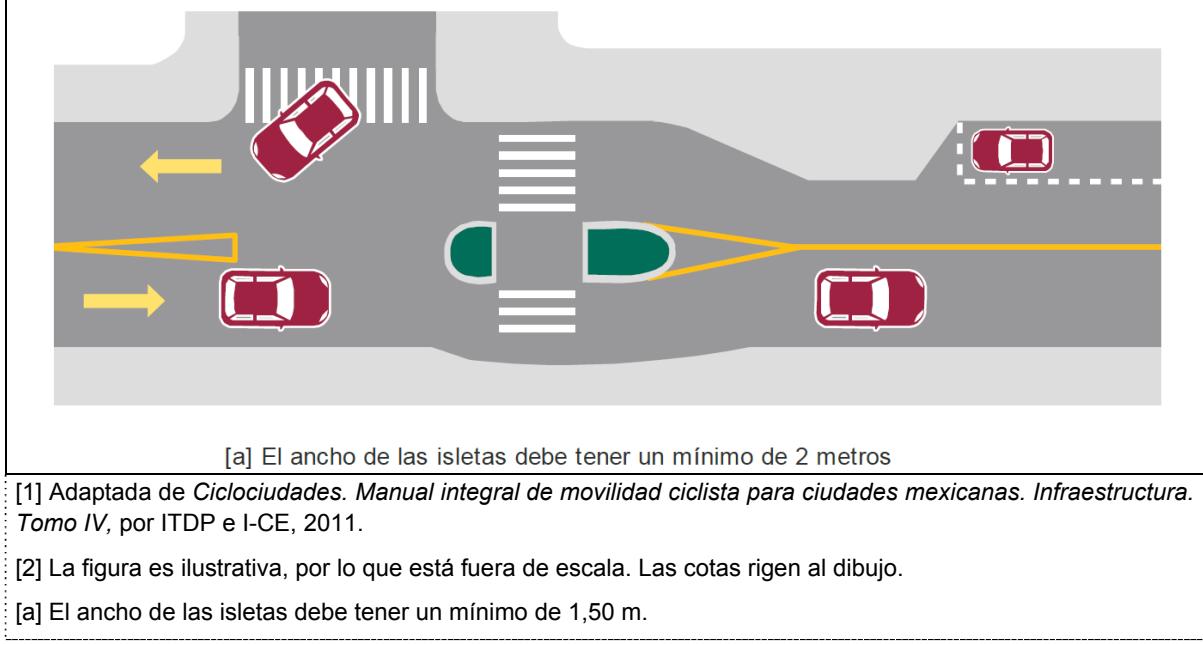 [a] El ancho de las isletas debe tener un mínimo de 2 metros
[1] Adaptada de Ciclociudades. Manual integral de movilidad ciclista para ciudades mexicanas. Infraestructura.
Tomo IV, por ITDP e I-CE, 2011.
[2] La figura es ilustrativa, por lo que está fuera de escala. Las cotas rigen al dibujo.
[a] El ancho de las isletas debe tener un mínimo de 1,50 m.